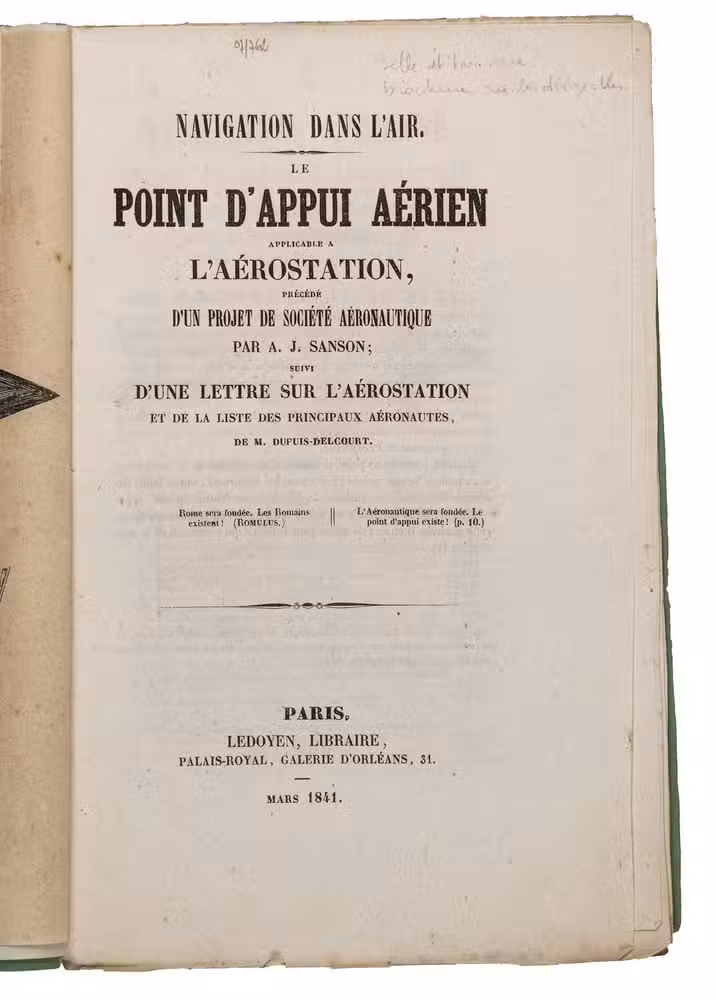 07/762
NAVIGATION DANS L'AIR.
LE
POINT D'APPUI AÉRIEN
APPLICABLE A
L'AÉROSTATION,
PRÉCÉDÉ
D'UN PROJET DE SOCIÉTÉ AÉRONAUTIQUE
PAR A. J. SANSON;
SUIVI
D'UNE LETTRE SUR L'AÉROSTATION
ET DE LA LISTE DES PRINCIPAUX AÉRONAUTES,
DE M. DUPUIS-DELCOURT.
Rome sera fondée. Les Romains
existent! (ROMULUS.)
L'Aéronautique sera fondée. Le
point d'appui existe! (p. 10.)
PARIS,
LEDOYEN, LIBRAIRE,
PALAIS-ROYAL, GALERIE D'ORLÉANS, 31.
MARS 1841.